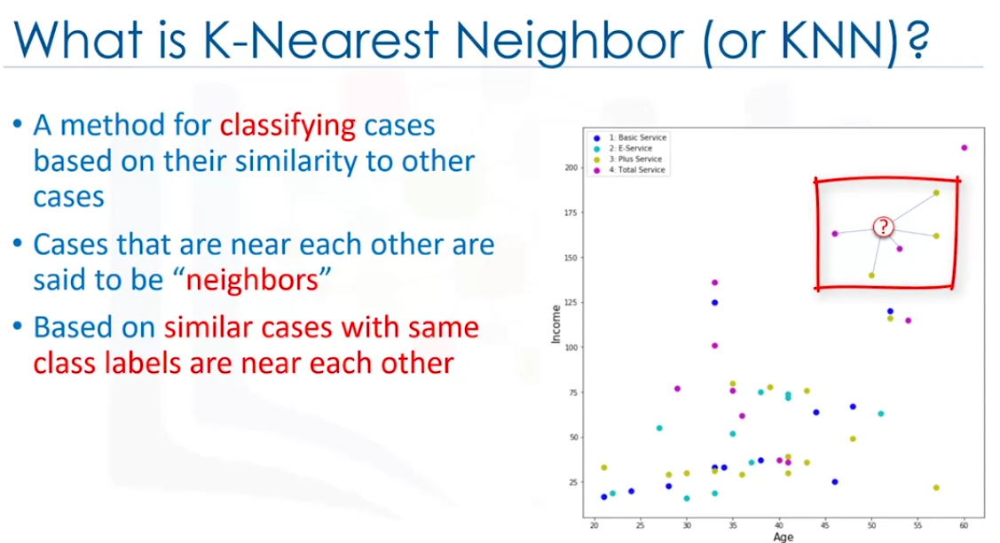 What is K-Nearest Neighbor (or KNN)?
• A method for classifying cases
based on their similarity to other
cases
• Cases that are near each other are
said to be “neighbors”
• Based on similar cases with same
class labels are near each other
1: Basic Service
2: E-Service
3: Plus Service
4: Total Service
?
200
175
150
125
100
75
50
25
Income
20 25 30 35 40 45 50 55 60
Age